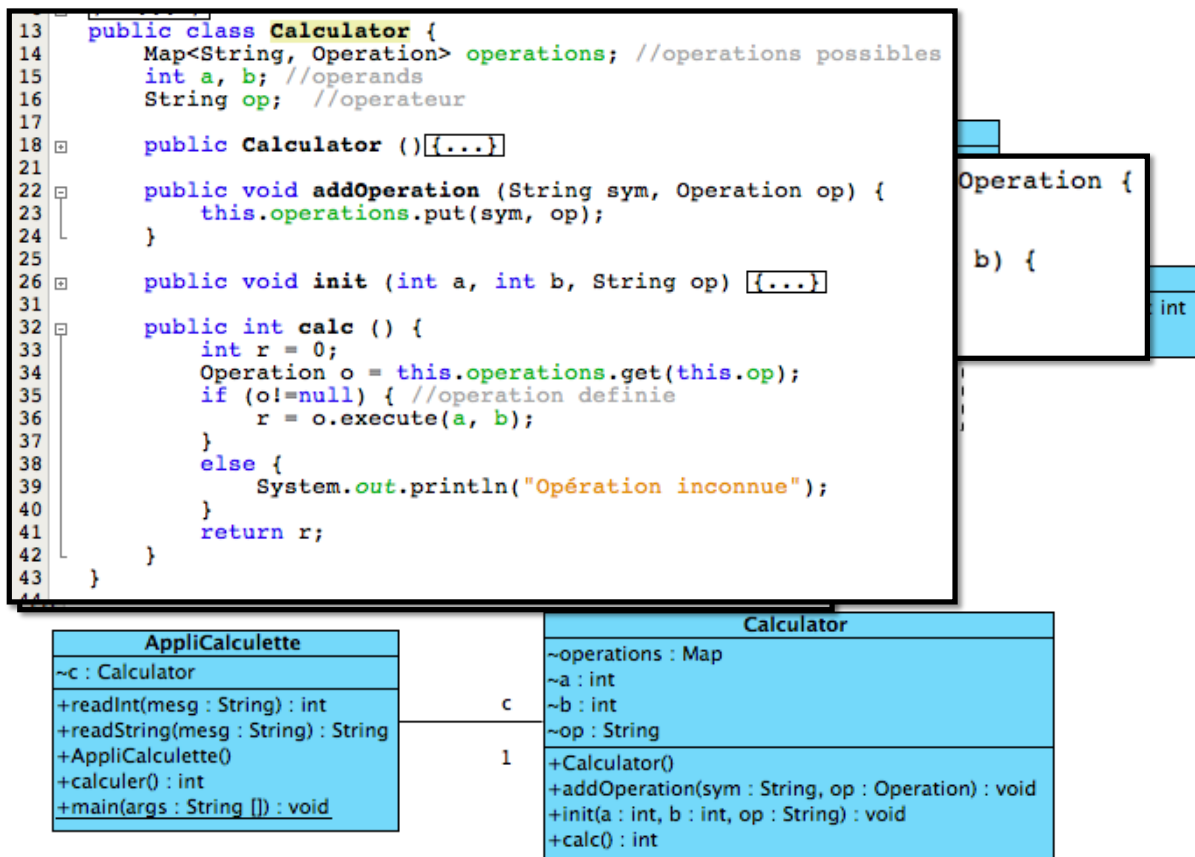 13 public class Calculator {
14 Map<String, Operation> operations; //operations possibles
15 int a, b; //operands
16 String op; //operateur
17
18 public Calculator (){...}
21
22 public void addOperation (String sym, Operation op) {
23 this.operations.put(sym, op);
24 }
25
26 public void init (int a, int b, String op) {...}
31
32 public int calc () {
33 int r = 0;
34 Operation o = this.operations.get(this.op);
35 if (o!=null) { //operation definie
36 r = o.execute(a, b);
37 }
38 else {
39 System.out.println("Opération inconnue");
40 }
41 return r;
42 }
43 }
Operation {
b) {
: int
AppliCalculette
~c : Calculator
+readInt(mesg : String) : int
+readString(mesg : String) : String
+AppliCalculette()
+calculer() : int
+main(args : String []) : void
c
1
Calculator
~operations : Map
~a : int
~b : int
~op : String
+Calculator()
+addOperation(sym : String, op : Operation) : void
+init(a : int, b : int, op : String) : void
+calc() : int